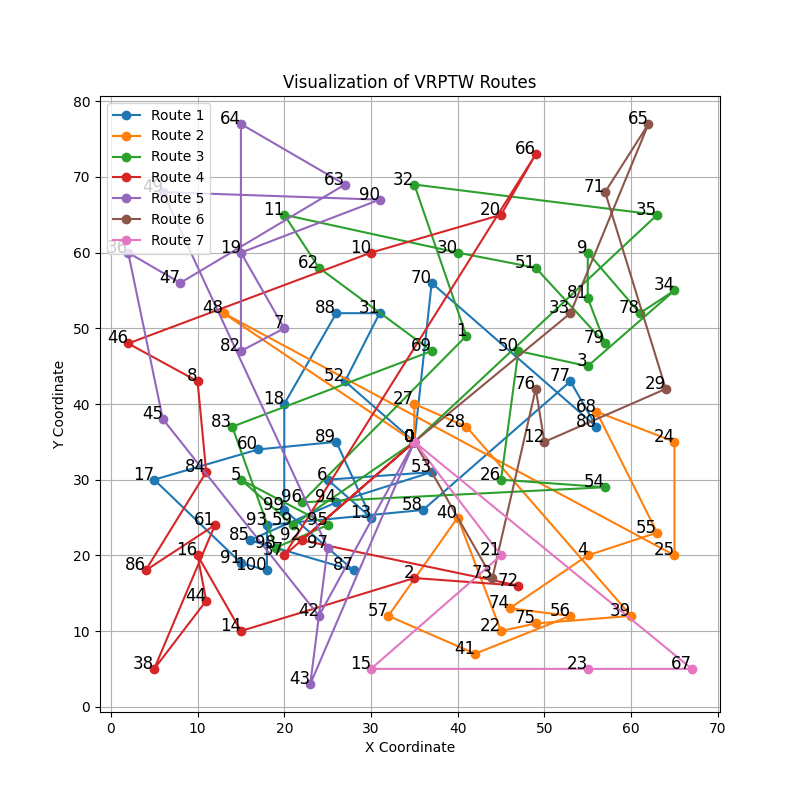 Visualization of VRPTW Routes
Route 1
Route 2
Route 3
Route 4
Route 5
Route 6
Route 7
80
70
60
50
40
30
20
10
0
Y Coordinate
0 10 20 30 40 50 60 70
X Coordinate
64 65
66
63 71
49 90 32
11 20 35
36 19 10 30 9
62 51
47 70
34
81
48 88 31 33 78
7
46 82 69 1 50 79
3
8 52 77 29
76
18 27 68
45 83 28 80
60 89 0 12 24
84 6 53
17 5 26 54
96 94
99 58
61 93 59 95 13 40
85 98 92 55
16 91 37 97 21 4 25
86 100 87 73
2 72
44 74
14 42 57 22 75 56 39
41
38 43 15 23 67